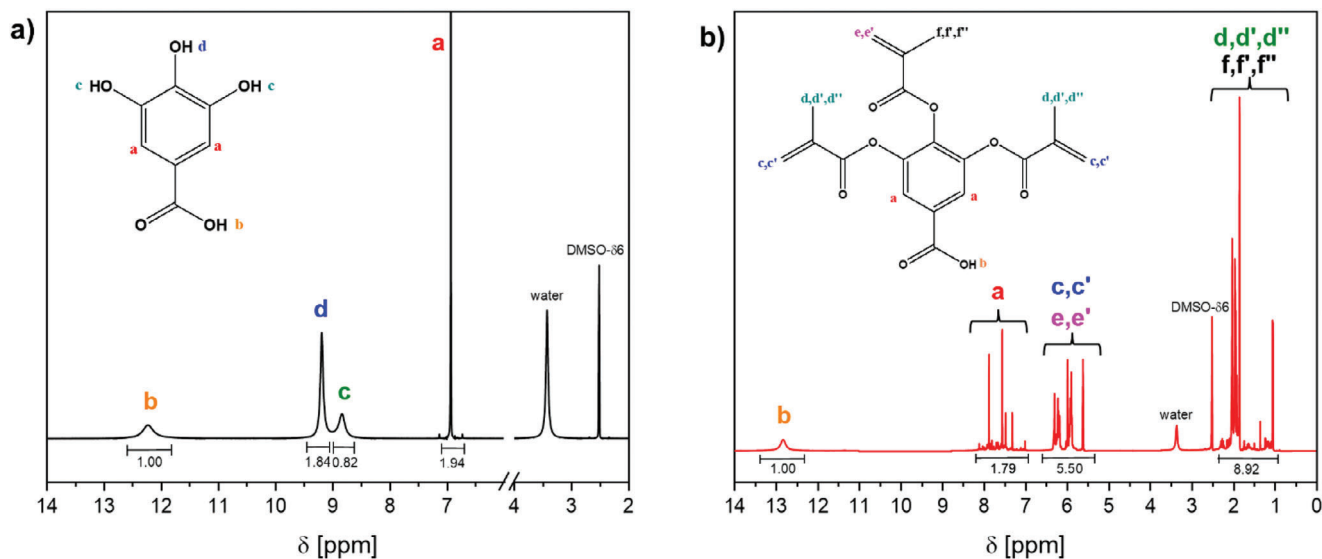 a)
OH d
c HO
OH c
a a
O
OH b
b
d
c
a
water
DMSO-δ6
1.00
1.84
0.82
1.94
14 13 12 11 10 9 8 7 6 5 4 3 2
δ [ppm]
b)
e,e'
f,f',f''
O
O
d,d',d''
d,d',d''
c,c'
O
O
c,c'
O
O
a a
O
OH b
b
a
c,c'
e,e'
water
DMSO-δ6
d,d',d''
f,f',f''
1.00
1.79
5.50
8.92
14 13 12 11 10 9 8 7 6 5 4 3 2 1 0
δ [ppm]